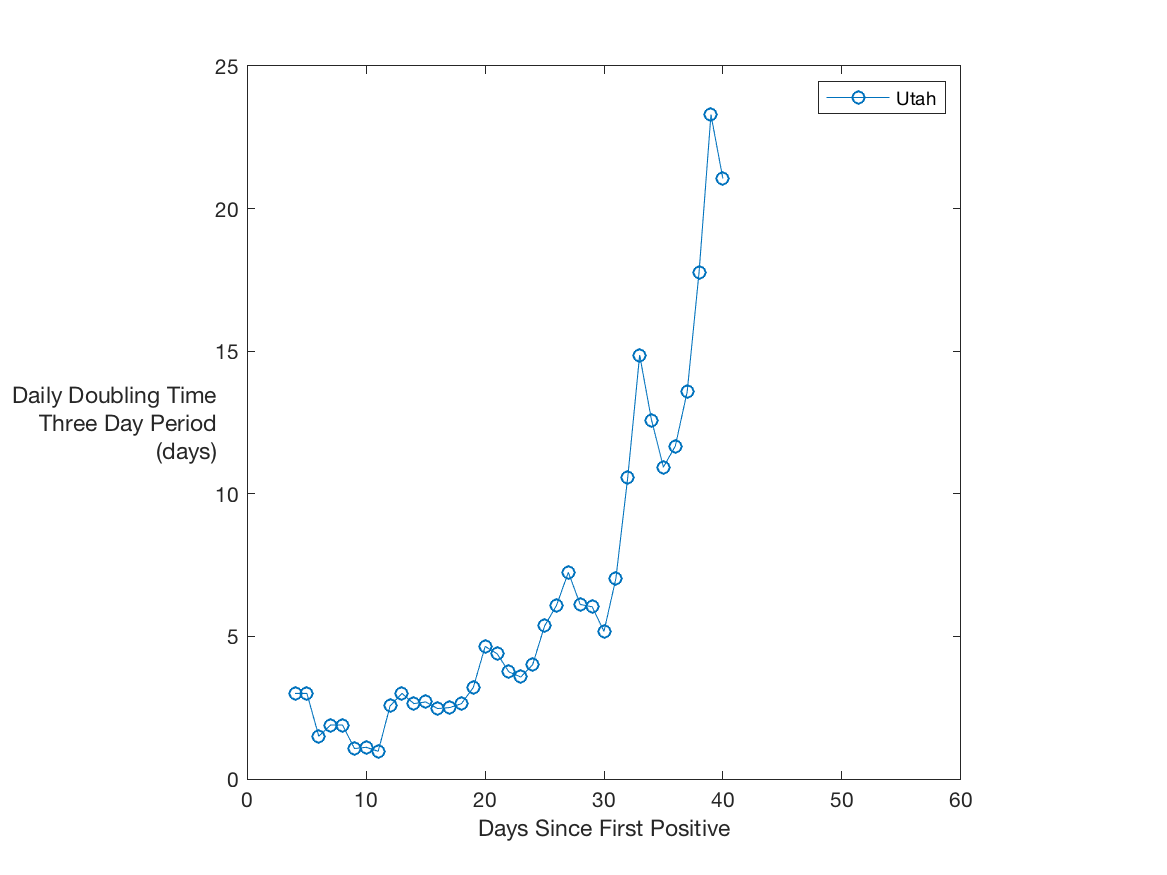 25
Utah
20
15
Daily Doubling Time
Three Day Period
(days)
10
5
0
0 10 20 30 40 50 60
Days Since First Positive